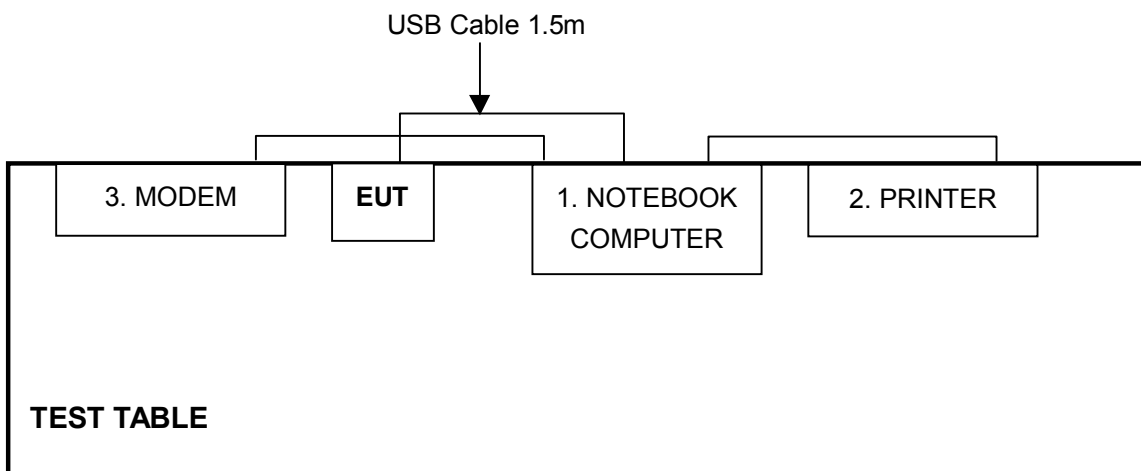 USB Cable 1.5m
3. MODEM
EUT
1. NOTEBOOK
COMPUTER
2. PRINTER
TEST TABLE